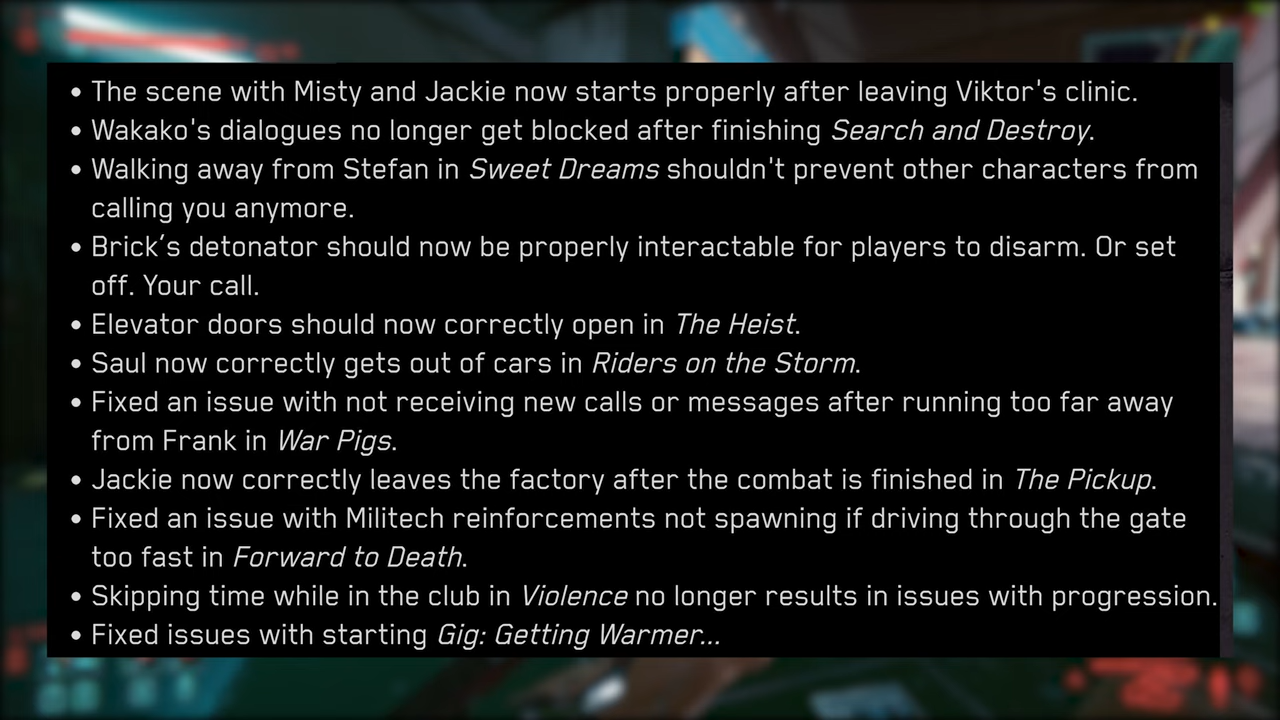 • The scene with Misty and Jackie now starts properly after leaving Viktor's clinic.
• Wakako's dialogues no longer get blocked after finishing Search and Destroy.
• Walking away from Stefan in Sweet Dreams shouldn't prevent other characters from
calling you anymore.
• Brick’s detonator should now be properly interactable for players to disarm. Or set
off. Your call.
• Elevator doors should now correctly open in The Heist.
• Saul now correctly gets out of cars in Riders on the Storm.
• Fixed an issue with not receiving new calls or messages after running too far away
from Frank in War Pigs.
• Jackie now correctly leaves the factory after the combat is finished in The Pickup.
• Fixed an issue with Militech reinforcements not spawning if driving through the gate
too fast in Forward to Death.
• Skipping time while in the club in Violence no longer results in issues with progression.
• Fixed issues with starting Gig: Getting Warmer...